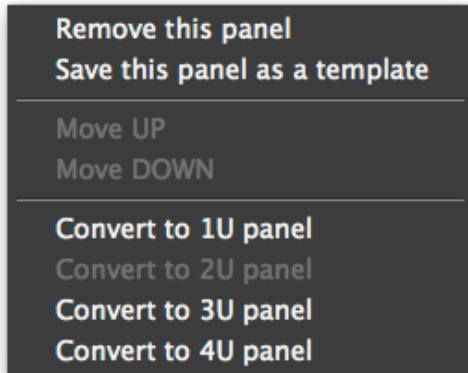 Remove this panel
Save this panel as a template
Move UP
Move DOWN
Convert to 1U panel
Convert to 2U panel
Convert to 3U panel
Convert to 4U panel